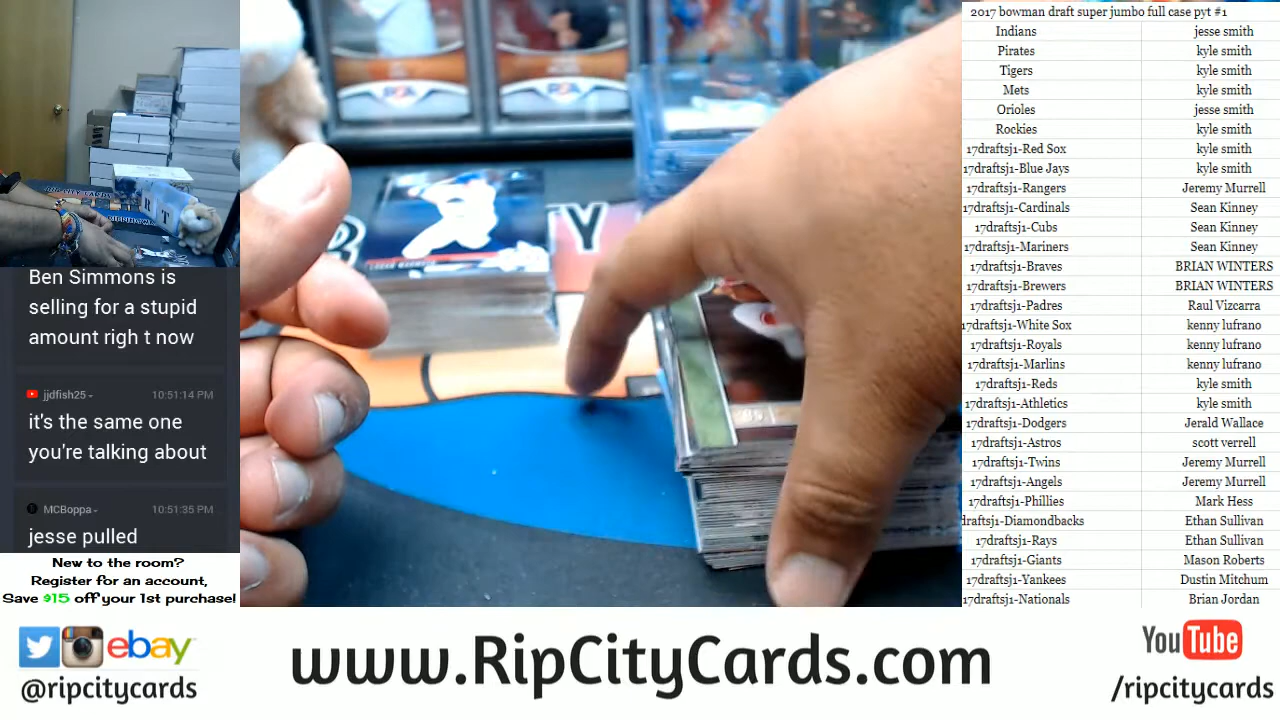 2017 bowman draft super jumbo full case pyt #1
Indians jesse smith
Pirates kyle smith
Tigers kyle smith
Mets kyle smith
Orioles jesse smith
Rockies kyle smith
17draftsj1-Red Sox kyle smith
17draftsj1-Blue Jays kyle smith
17draftsj1-Rangers Jeremy Murrell
17draftsj1-Cardinals Sean Kinney
17draftsj1-Cubs Sean Kinney
17draftsj1-Mariners Sean Kinney
17draftsj1-Braves BRIAN WINTERS
17draftsj1-Brewers BRIAN WINTERS
17draftsj1-Padres Raul Vizcarra
17draftsj1-White Sox kenny lufrano
17draftsj1-Royals kenny lufrano
17draftsj1-Marlins kenny lufrano
17draftsj1-Reds kyle smith
17draftsj1-Athletics kyle smith
17draftsj1-Dodgers Jerald Wallace
17draftsj1-Astros scott verrell
17draftsj1-Twins Jeremy Murrell
17draftsj1-Angels Jeremy Murrell
17draftsj1-Phillies Mark Hess
draftsj1-Diamondbacks Ethan Sullivan
17draftsj1-Rays Ethan Sullivan
17draftsj1-Giants Mason Roberts
17draftsj1-Yankees Dustin Mitchum
17draftsj1-Nationals Brian Jordan
Ben Simmons is
selling for a stupid
amount righ t now
jjdfish25 10:51:14 PM
it's the same one
you're talking about
MCBoppa 10:51:35 PM
jesse pulled
New to the room?
Register for an account,
Save $15 off your 1st purchase!
ebay
@ripcitycards
www.RipCityCards.com
YouTube
/ripcitycards